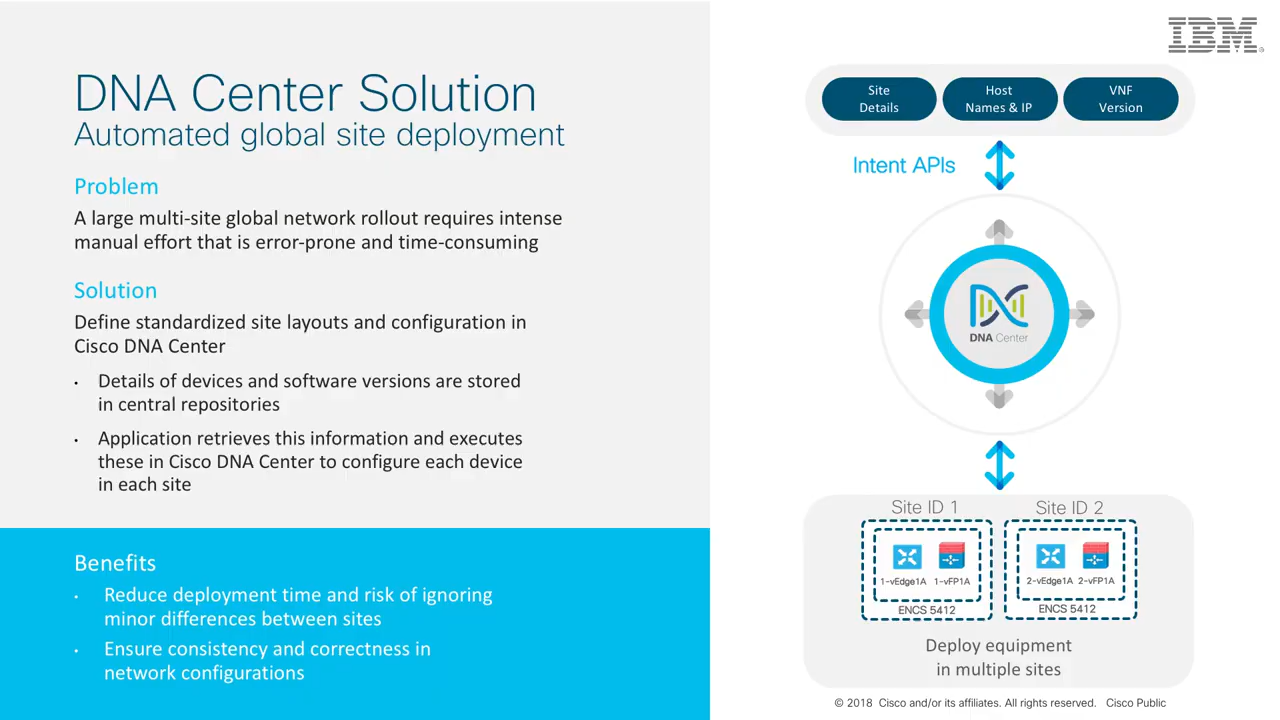 IBM
DNA Center Solution
Automated global site deployment
Problem
A large multi-site global network rollout requires intense
manual effort that is error-prone and time-consuming
Solution
Define standardized site layouts and configuration in
Cisco DNA Center
• Details of devices and software versions are stored
in central repositories
• Application retrieves this information and executes
these in Cisco DNA Center to configure each device
in each site
Benefits
• Reduce deployment time and risk of ignoring
minor differences between sites
• Ensure consistency and correctness in
network configurations
Site
Details
Host
Names & IP
VNF
Version
Intent APIs
DNA Center
Site ID 1
Site ID 2
1-vEdge1A 1-vFP1A
2-vEdge1A 2-vFP1A
ENCS 5412
ENCS 5412
Deploy equipment
in multiple sites
© 2018 Cisco and/or its affiliates. All rights reserved. Cisco Public